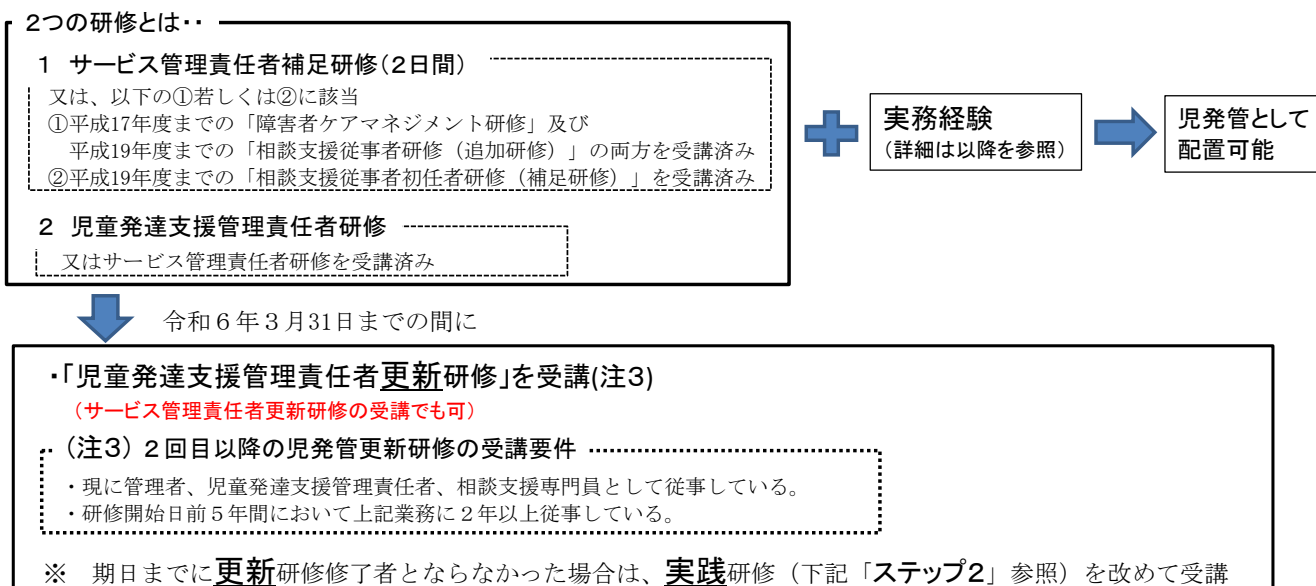 ２つの研修とは‥
１　サービス管理責任者補足研修（２日間）
又は、以下の①若しくは②に該当
①平成17年度までの「障害者ケアマネジメント研修」及び
平成19年度までの「相談支援従事者研修（追加研修）」の両方を受講済み
②平成19年度までの「相談支援従事者初任者研修（補足研修）」を受講済み
２　児童発達支援管理責任者研修
又はサービス管理責任者研修を受講済み
実務経験
（詳細は以降を参照）
児発管として
配置可能
令和６年３月31日までの間に
・「児童発達支援管理責任者更新研修」を受講(注3)
（サービス管理責任者更新研修の受講でも可）
（注３）２回目以降の児発管更新研修の受講要件
・現に管理者、児童発達支援管理責任者、相談支援専門員として従事している。
・研修開始日前５年間において上記業務に２年以上従事している。
※　期日までに更新研修修了者とならなかった場合は、実践研修（下記「ステップ２」参照）を改めて受講